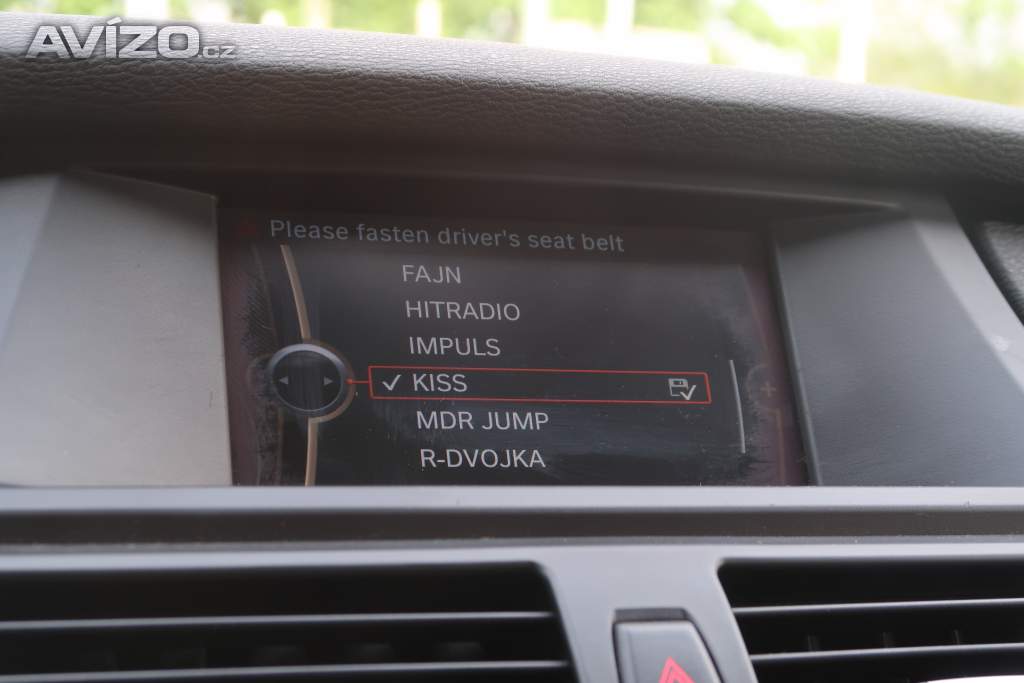 AVÍZO.cz
Please fasten driver's seat belt
FAJN
HITRADIO
IMPULS
✓ KISS
MDR JUMP
R-DVOJKA